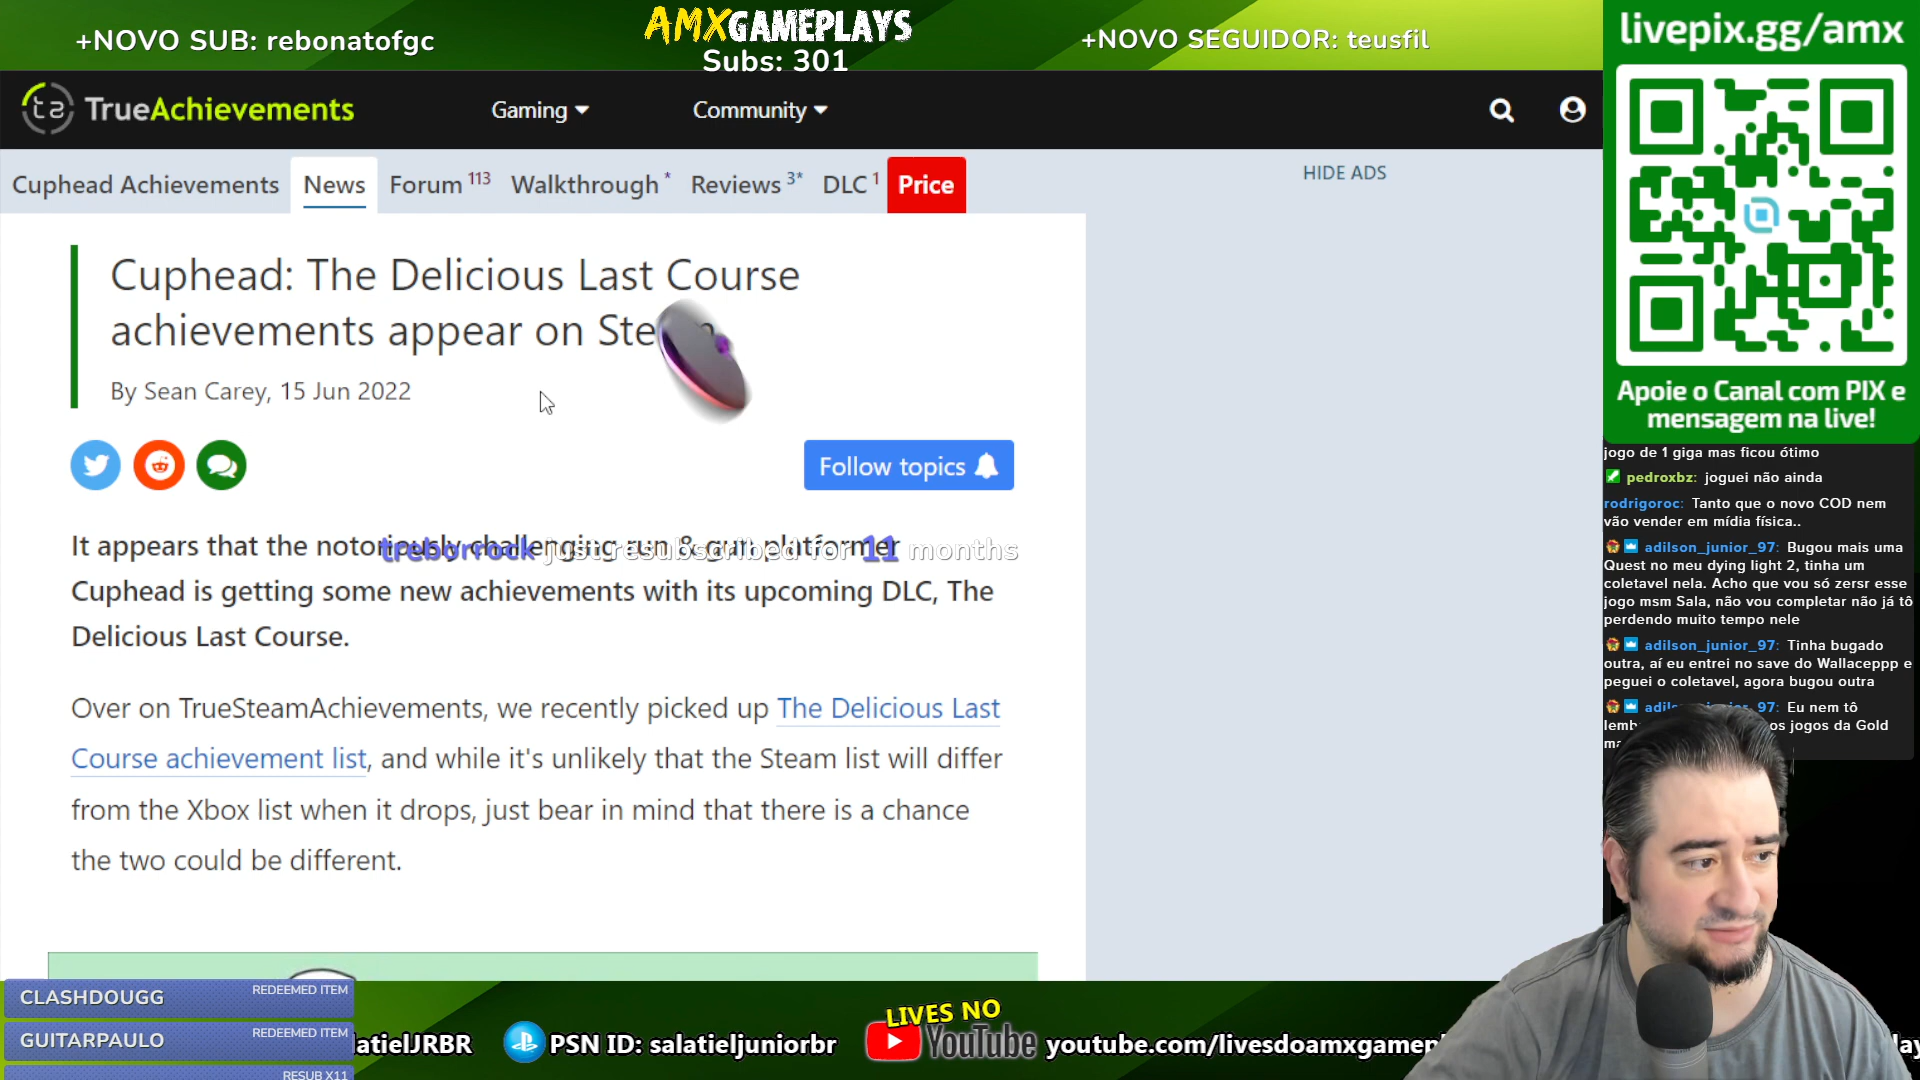 +NOVO SUB: rebonatofgc
AMXGAMEPLAYS
Subs: 301
+NOVO SEGUIDOR: teusfil
livepix.gg/amx
TrueAchievements
Gaming
Community
Cuphead Achievements News Forum 113 Walkthrough * Reviews 3* DLC 1 Price
HIDE ADS
Cuphead: The Delicious Last Course
achievements appear on
By Sean Carey, 15 Jun 2022
Follow topics
It appears that the notoriously challenging run & gun platformer
treborrock just resubscribed for 11 months
Cuphead is getting some new achievements with its upcoming DLC, The
Delicious Last Course.
Over on TrueSteamAchievements, we recently picked up The Delicious Last
Course achievement list, and while it's unlikely that the Steam list will differ
from the Xbox list when it drops, just bear in mind that there is a chance
the two could be different.
Apoie o Canal com PIX e
mensagem na live!
jogo de 1 giga mas ficou ótimo
pedroxbz: joguei não ainda
rodrigoroc: Tanto que o novo COD nem
vão vender em mídia física..
adilson_junior_97: Bugou mais uma
Quest no meu dying light 2, tinha um
coletavel nela. Acho que vou só zersr esse
jogo msm Sala, não vou completar não já tô
perdendo muito tempo nele
adilson_junior_97: Tinha bugado
outra, aí eu entrei no save do Wallaceppp e
peguei o coletavel, agora bugou outra
97: Eu nem tô
os jogos da Gold
CLASHDOUGG REDEEMED ITEM
GUITARPAULO REDEEMED ITEM
RESUB X11
latielJRBR
PSN ID: salatieljuniorbr
LIVES NO
YouTube
youtube.com/livesdoamxgamep